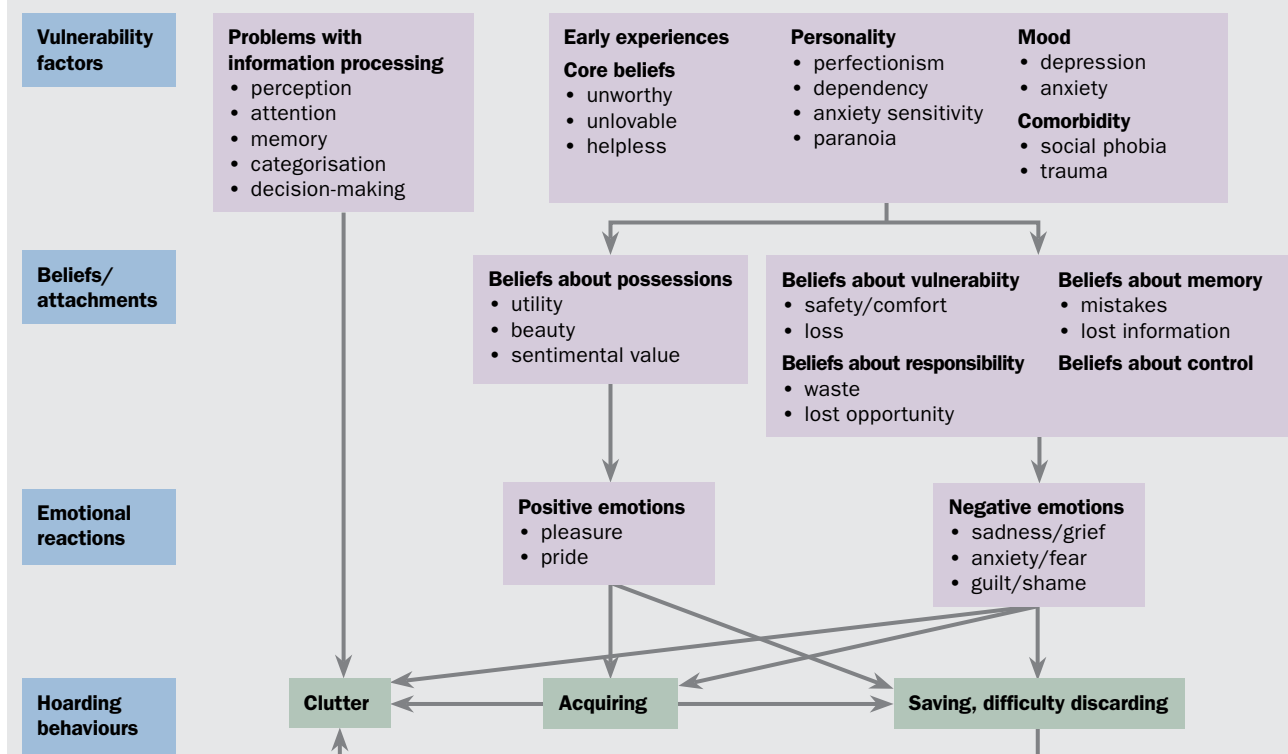 Vulnerability
factors
Problems with
information processing
• perception
• attention
• memory
• categorisation
• decision-making
Early experiences
Core beliefs
• unworthy
• unlovable
• helpless
Personality
• perfectionism
• dependency
• anxiety sensitivity
• paranoia
Mood
• depression
• anxiety
Comorbidity
• social phobia
• trauma
Beliefs/
attachments
Beliefs about possessions
• utility
• beauty
• sentimental value
Beliefs about vulnerabiity
• safety/comfort
• loss
Beliefs about responsibility
• waste
• lost opportunity
Beliefs about memory
• mistakes
• lost information
Beliefs about control
Emotional
reactions
Positive emotions
• pleasure
• pride
Negative emotions
• sadness/grief
• anxiety/fear
• guilt/shame
Hoarding
behaviours
Clutter
Acquiring
Saving, difficulty discarding